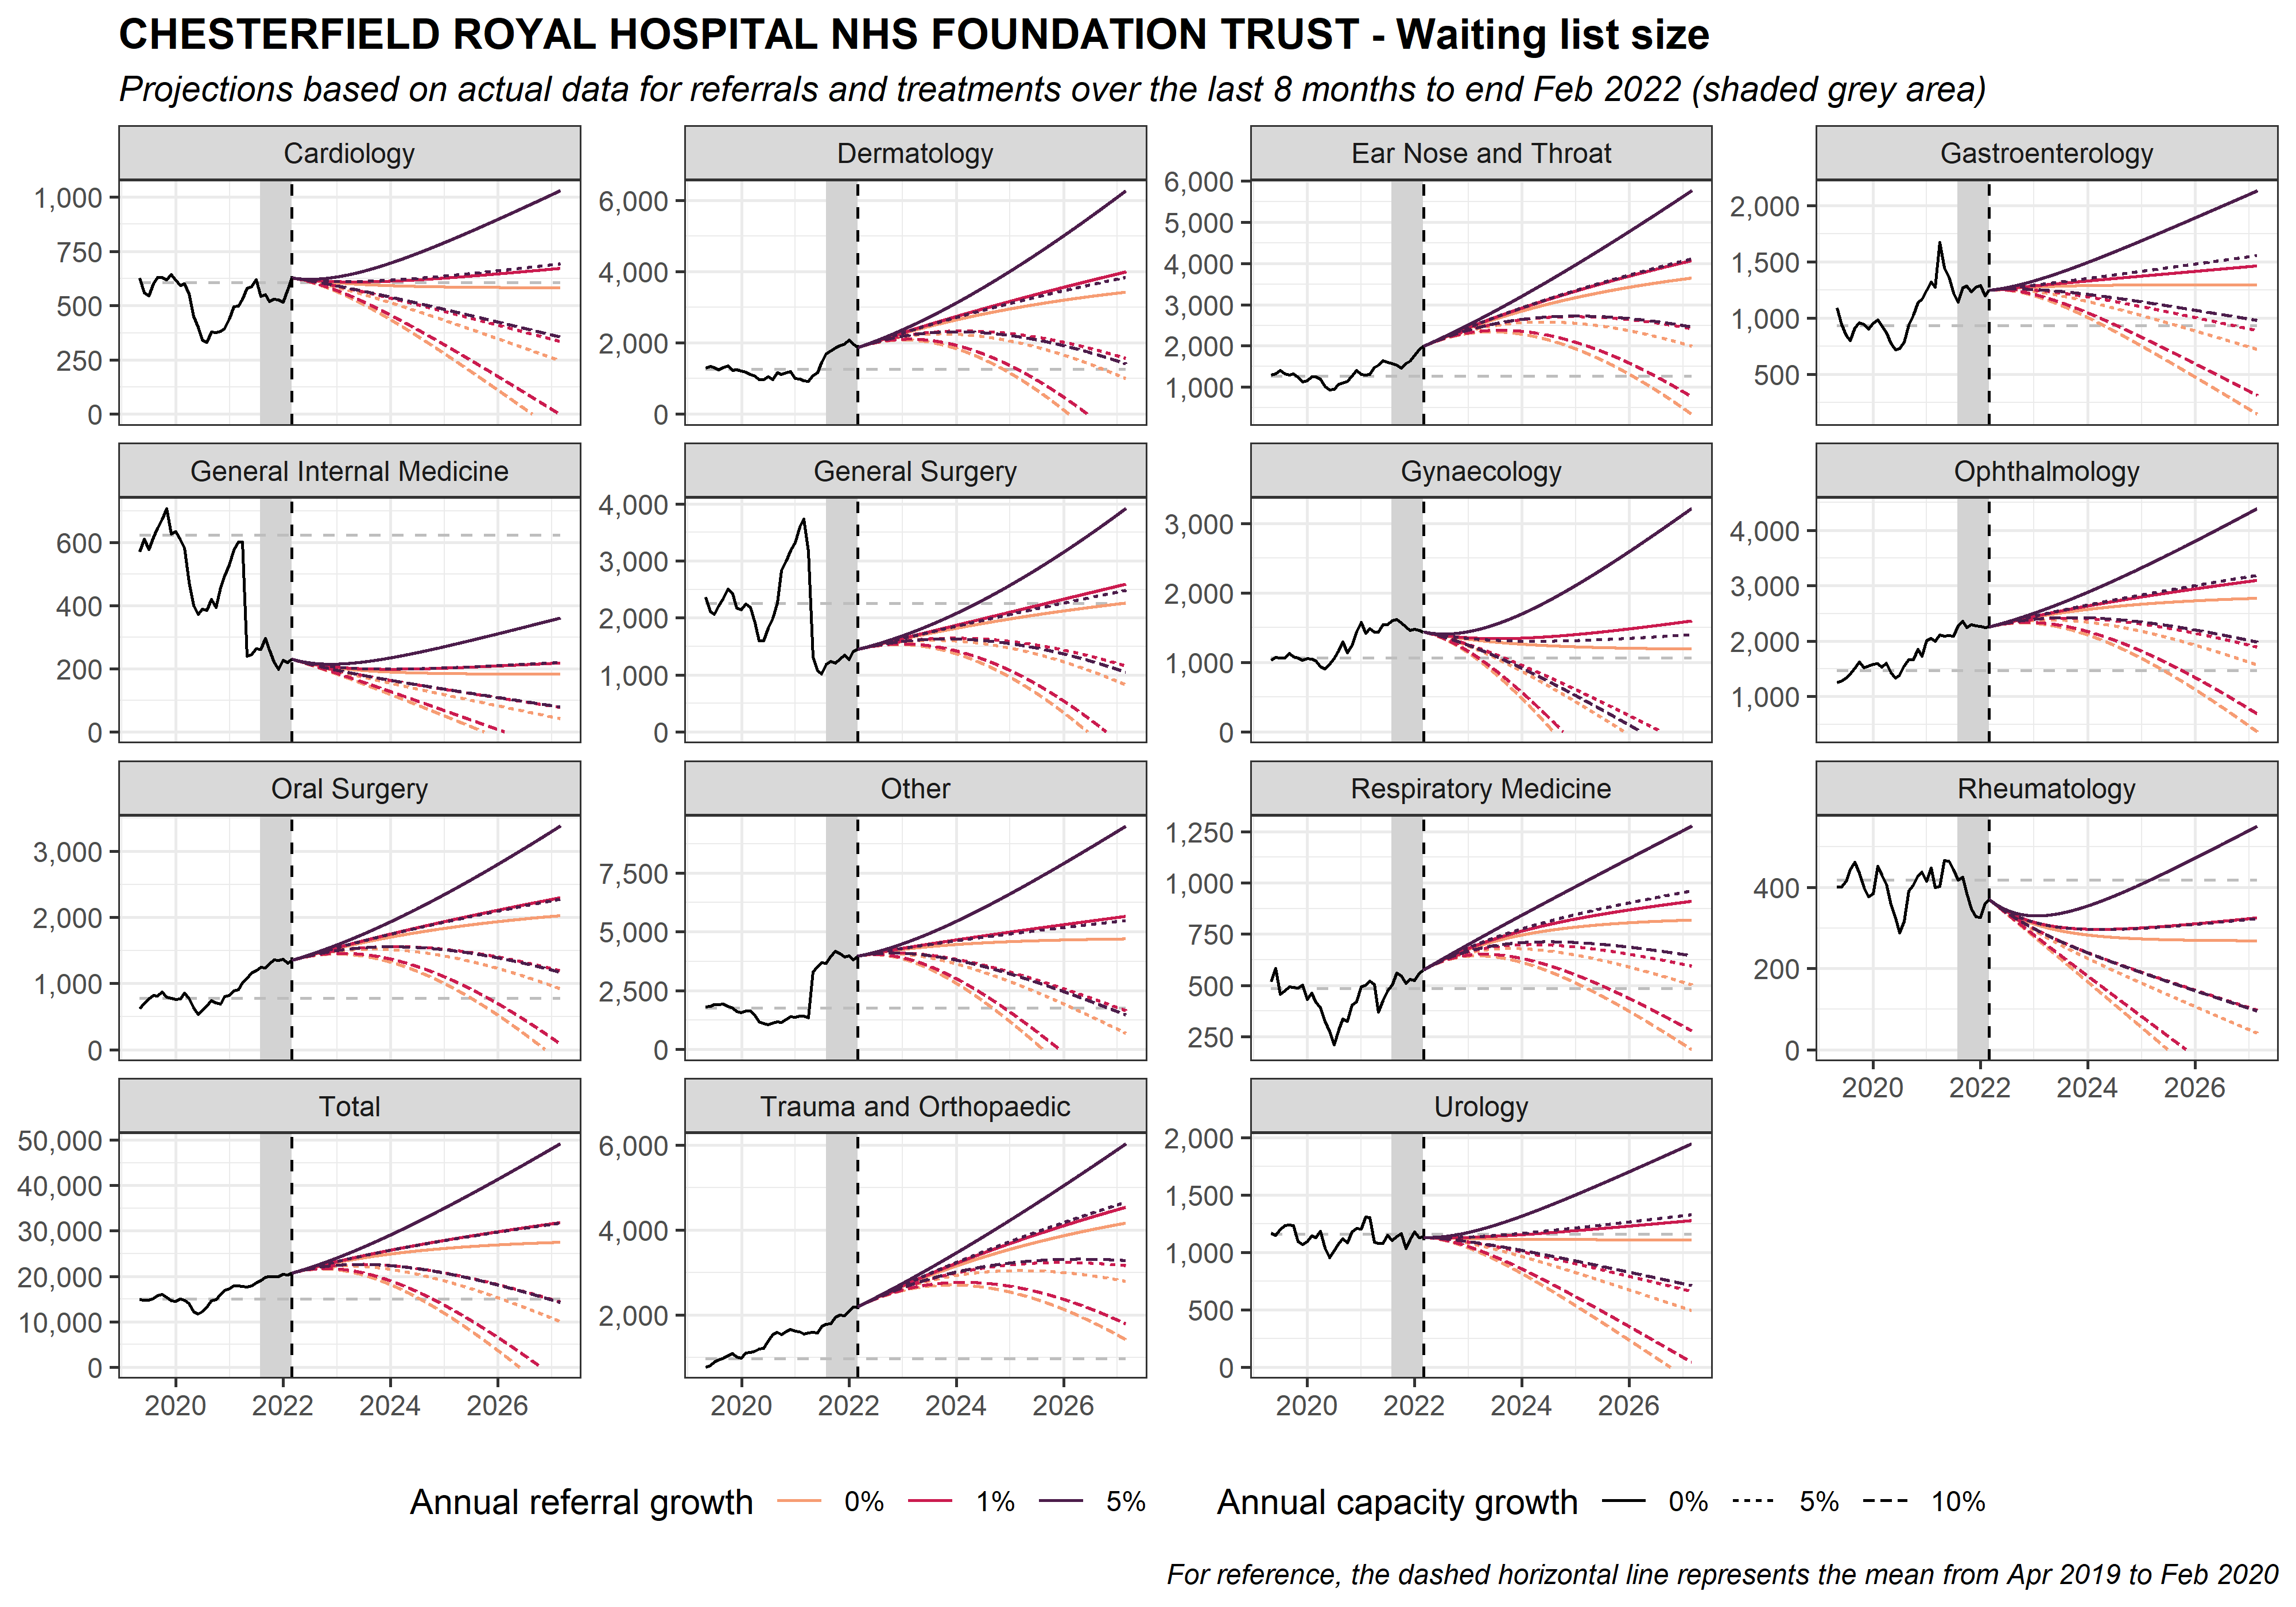 CHESTERFIELD ROYAL HOSPITAL NHS FOUNDATION TRUST - Waiting list size
Projections based on actual data for referrals and treatments over the last 8 months to end Feb 2022 (shaded grey area)
Cardiology
1,000
750
500
250
0
Dermatology
6,000
4,000
2,000
0
Ear Nose and Throat
6,000
5,000
4,000
3,000
2,000
1,000
Gastroenterology
2,000
1,500
1,000
500
General Internal Medicine
600
400
200
0
General Surgery
4,000
3,000
2,000
1,000
0
Gynaecology
3,000
2,000
1,000
0
Ophthalmology
4,000
3,000
2,000
1,000
Oral Surgery
3,000
2,000
1,000
0
Other
7,500
5,000
2,500
0
Respiratory Medicine
1,250
1,000
750
500
250
Rheumatology
400
200
0
2020 2022 2024 2026
Total
50,000
40,000
30,000
20,000
10,000
0
2020 2022 2024 2026
Trauma and Orthopaedic
6,000
4,000
2,000
2020 2022 2024 2026
Urology
2,000
1,500
1,000
500
0
2020 2022 2024 2026
Annual referral growth 0% 1% 5% Annual capacity growth 0% 5% 10%
For reference, the dashed horizontal line represents the mean from Apr 2019 to Feb 2020